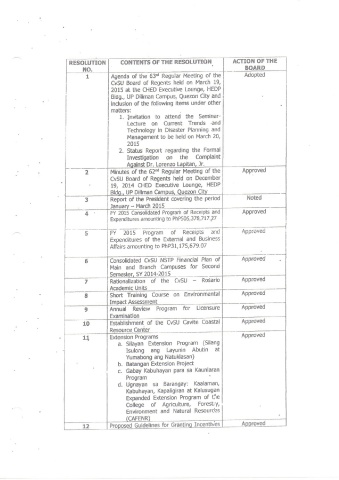 RESOLUTION NO. CONTENTS OF THE RESOLUTION ACTION OF THE BOARD
1 Agenda of the 63rd Regular Meeting of the Adopted
CvSU Board of Regents held on March 19,
2015 at the CHED Executive Lounge, HEDP
Bldg., UP Diliman Campus, Quezon City and
inclusion of the following items under other
matters:
1. Invitation to attend the Seminar-
Lecture on Current Trends and
Technology in Disaster Planning and
Management to be held on March 20,
2015
2. Status Report regarding the Formal
Investigation on the Complaint
Against Dr. Lorenzo Lapitan, Jr.
2 Minutes of the 62nd Regular Meeting of the Approved
CvSU Board of Regents held on December
19, 2014 CHED Executive Lounge, HEDP
Bldg., UP Diliman Campus, Quezon City
3 Report of the President covering the period Noted
January – March 2015
4 FY 2015 Consolidated Program of Receipts and Approved
Expenditures amounting to
5 FY 2015 Program of Receipts and Approved
Expenditures of the External and Business
Affairs amounting to PhP31,175,679.07
6 Consolidated CvSU NSTP Financial Plan of Approved
Main and Branch Campuses for Second
Semester, SY 2014-2015
7 Rationalization of the CvSU – Rosario Approved
Academic Units
8 Short Training Course on Environmental Approved
Impact Assessment
9 Annual Review Program for Licensure Approved
Examination
10 Establishment of the CvSU Cavite Coastal Approved
Resource Center
11 Extension Programs Approved
a. Silayan Extension Program (Silang
Isulong ang Layunin Abutin at
Yumabong ang Natuklasan)
b. Batangan Extension Project
c. Gabay Kabuhayan para sa Kaunlaran
Program
d. Ugnayan sa Barangay: Kaalaman,
Kabuhayan, Kapaligiran at Kalusugan
Expanded Extension Program of the
College of Agriculture, Forestry,
Environment and Natural Resources
(CAFENR)
12 Proposed Guidelines for Granting Incentives Approved